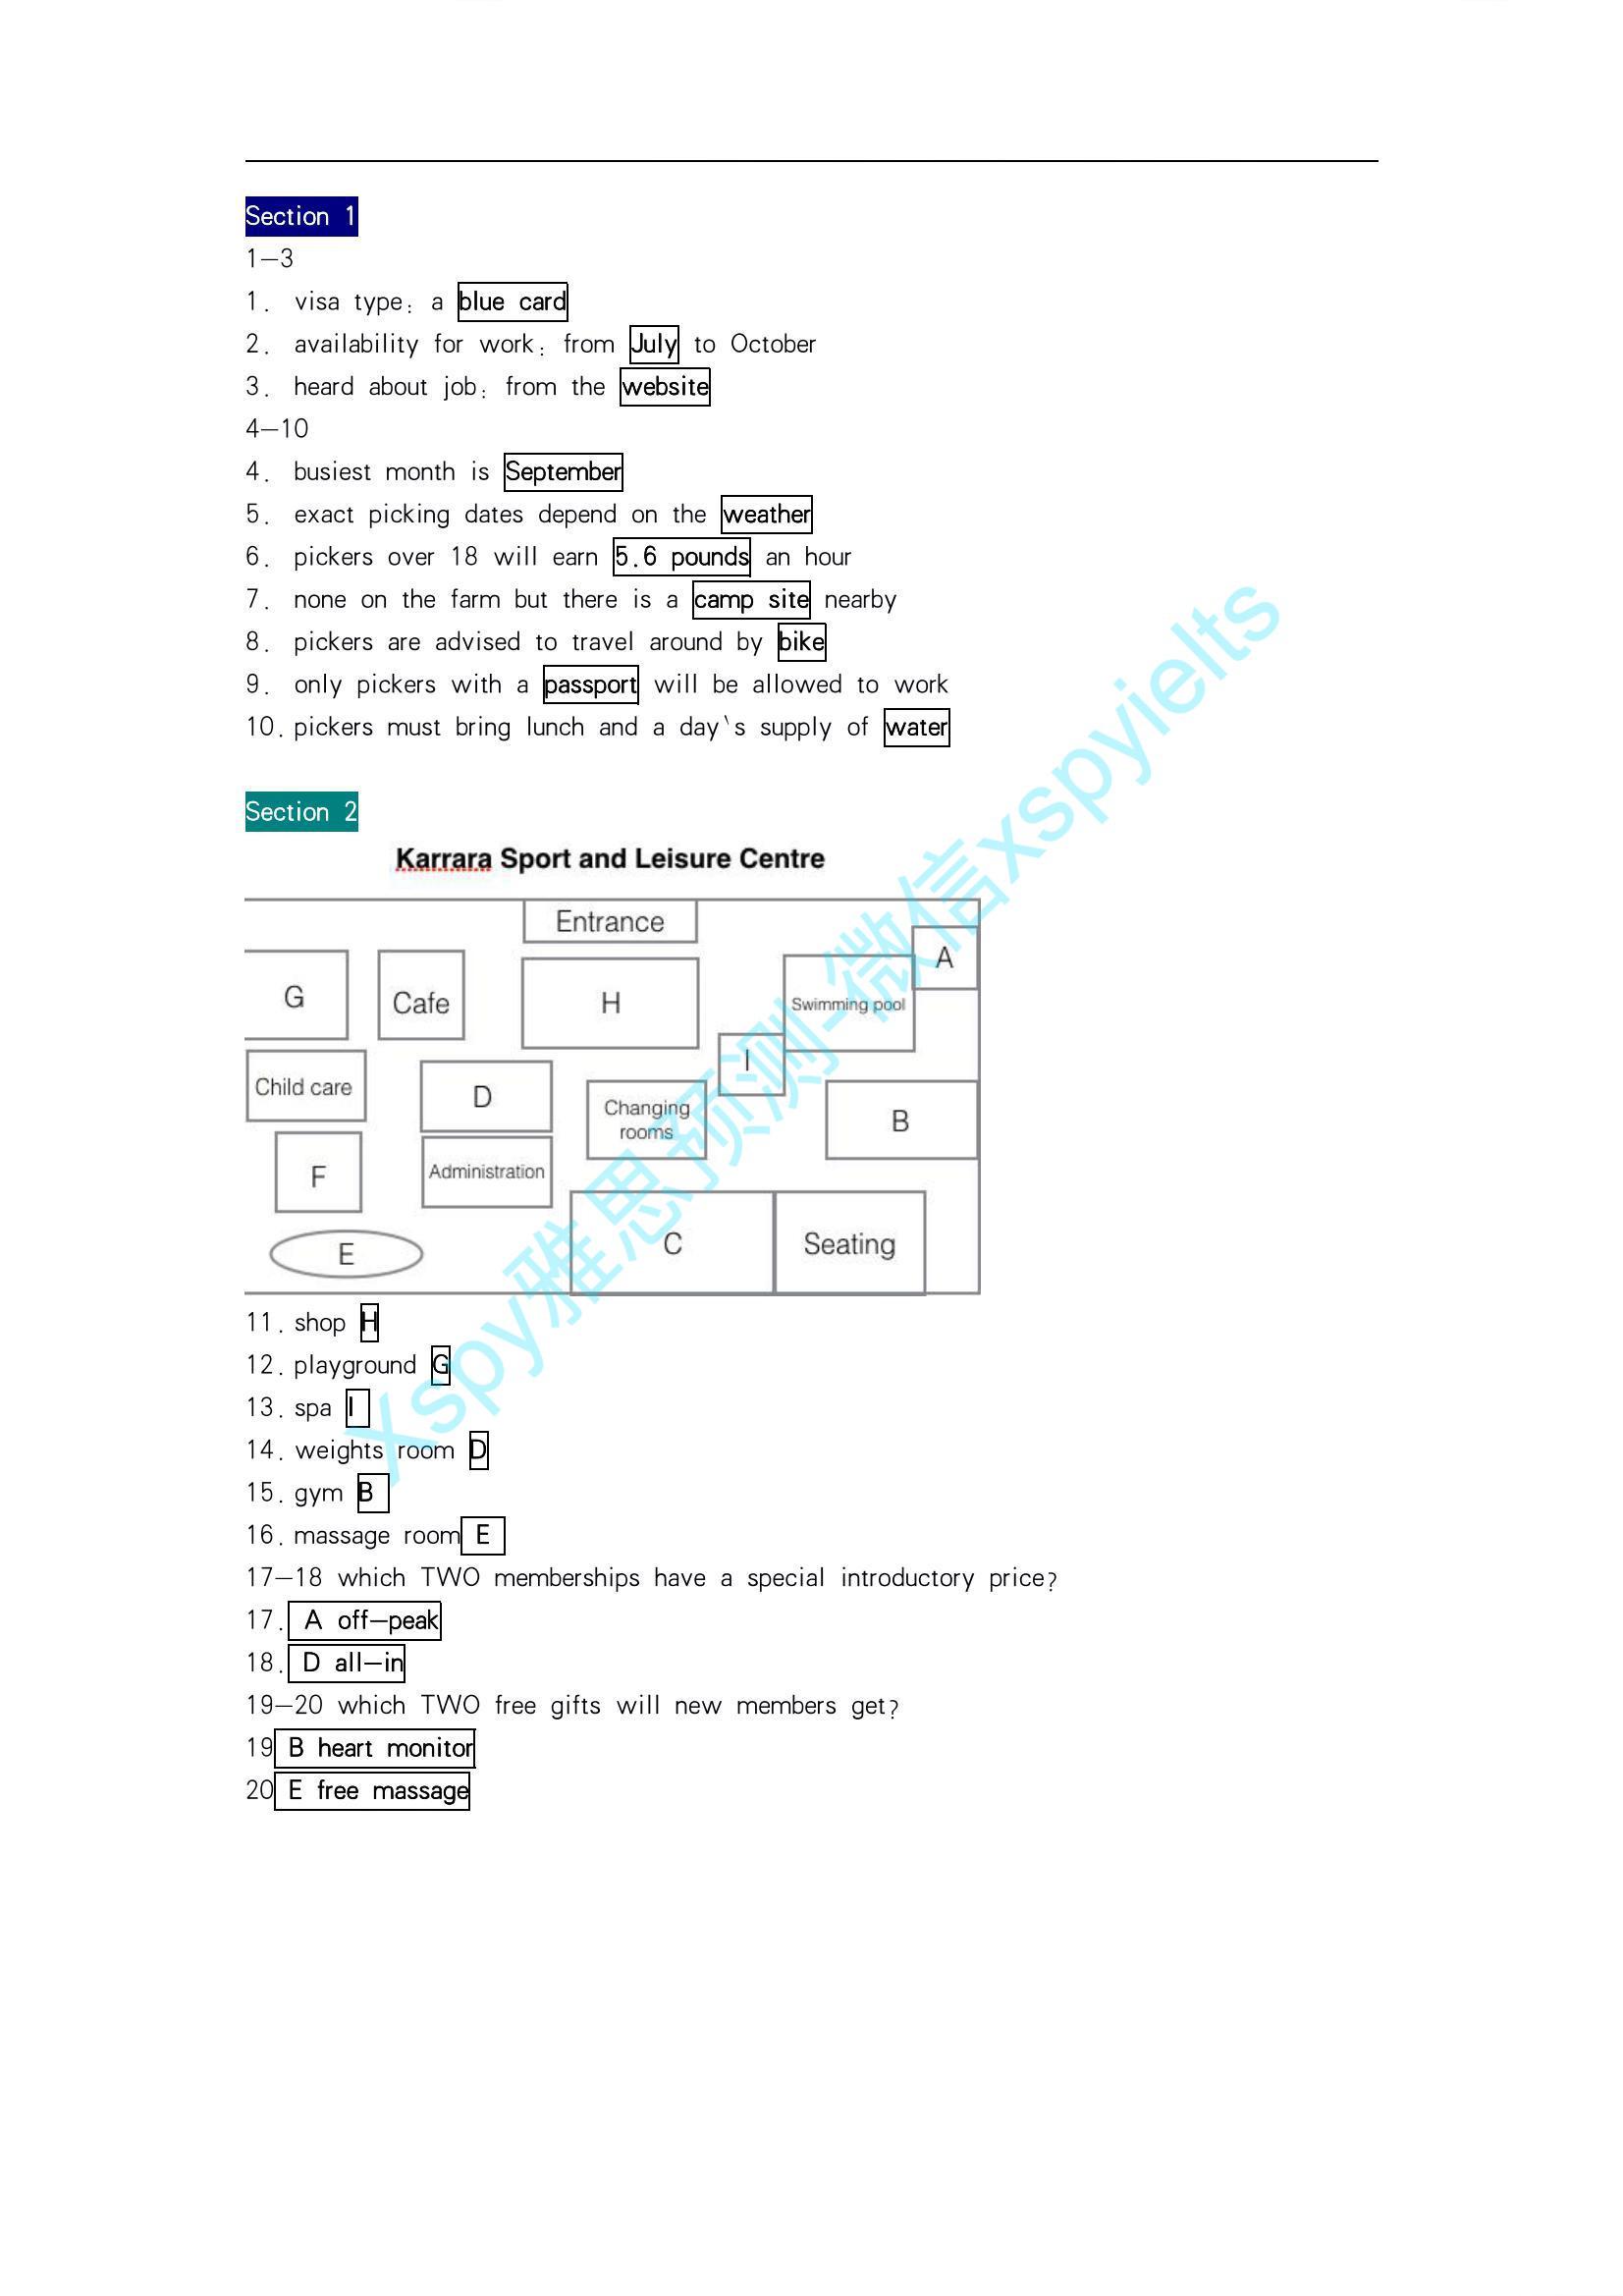 Section 1
1—3
1. visa type: a blue card
2. availability for work: from July to October
3. heard about job: from the website
4—10
4. busiest month is September
5. exact picking dates depend on the weather
6. pickers over 18 will earn 5.6 pounds an hour
7. none on the farm but there is a camp site nearby
8. pickers are advised to travel around by bike
9. only pickers with a passport will be allowed to work
10. pickers must bring lunch and a day‵s supply of water
Section 2
Karrara Sport and Leisure Centre
Entrance
A
G
Cafe
H
Swimming pool
I
Child care
D
Changing
rooms
B
F
Administration
E
C
Seating
11. shop H
12. playground G
13. spa I
14. weights room D
15. gym B
16. massage room E
17—18 which TWO memberships have a special introductory price?
17. A off—peak
18. D all—in
19—20 which TWO free gifts will new members get?
19 B heart monitor
20 E free massage
Xspy雅思预测-微信xspyielts